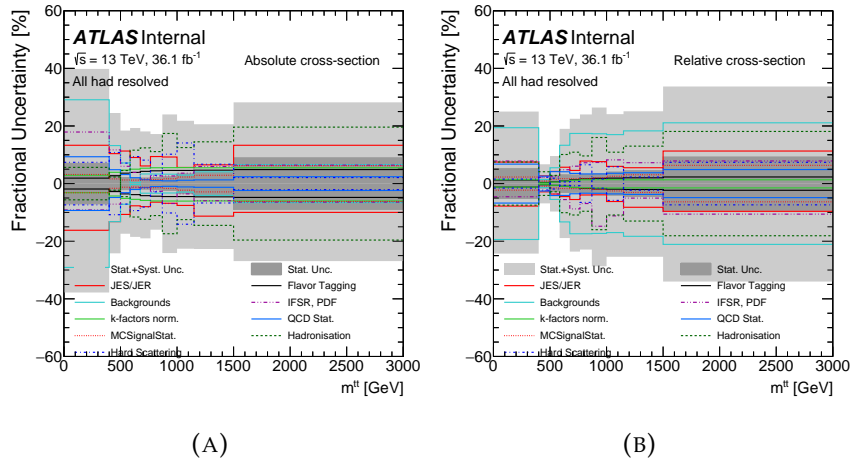 Fractional Uncertainty [%]
60
40
20
0
−20
−40
−60
ATLAS Internal
√s = 13 TeV, 36.1 fb⁻¹
Absolute cross-section
All had resolved
Stat.+Syst. Unc.
Stat. Unc.
JES/JER
Flavor Tagging
Backgrounds
IFSR, PDF
k-factors norm.
QCD Stat.
MCSignalStat.
Hadronisation
Hard Scattering
0 500 1000 1500 2000 2500 3000
m^tt [GeV]
(A)
Fractional Uncertainty [%]
60
40
20
0
−20
−40
−60
ATLAS Internal
√s = 13 TeV, 36.1 fb⁻¹
Relative cross-section
All had resolved
Stat.+Syst. Unc.
Stat. Unc.
JES/JER
Flavor Tagging
Backgrounds
IFSR, PDF
k-factors norm.
QCD Stat.
MCSignalStat.
Hadronisation
Hard Scattering
0 500 1000 1500 2000 2500 3000
m^tt [GeV]
(B)